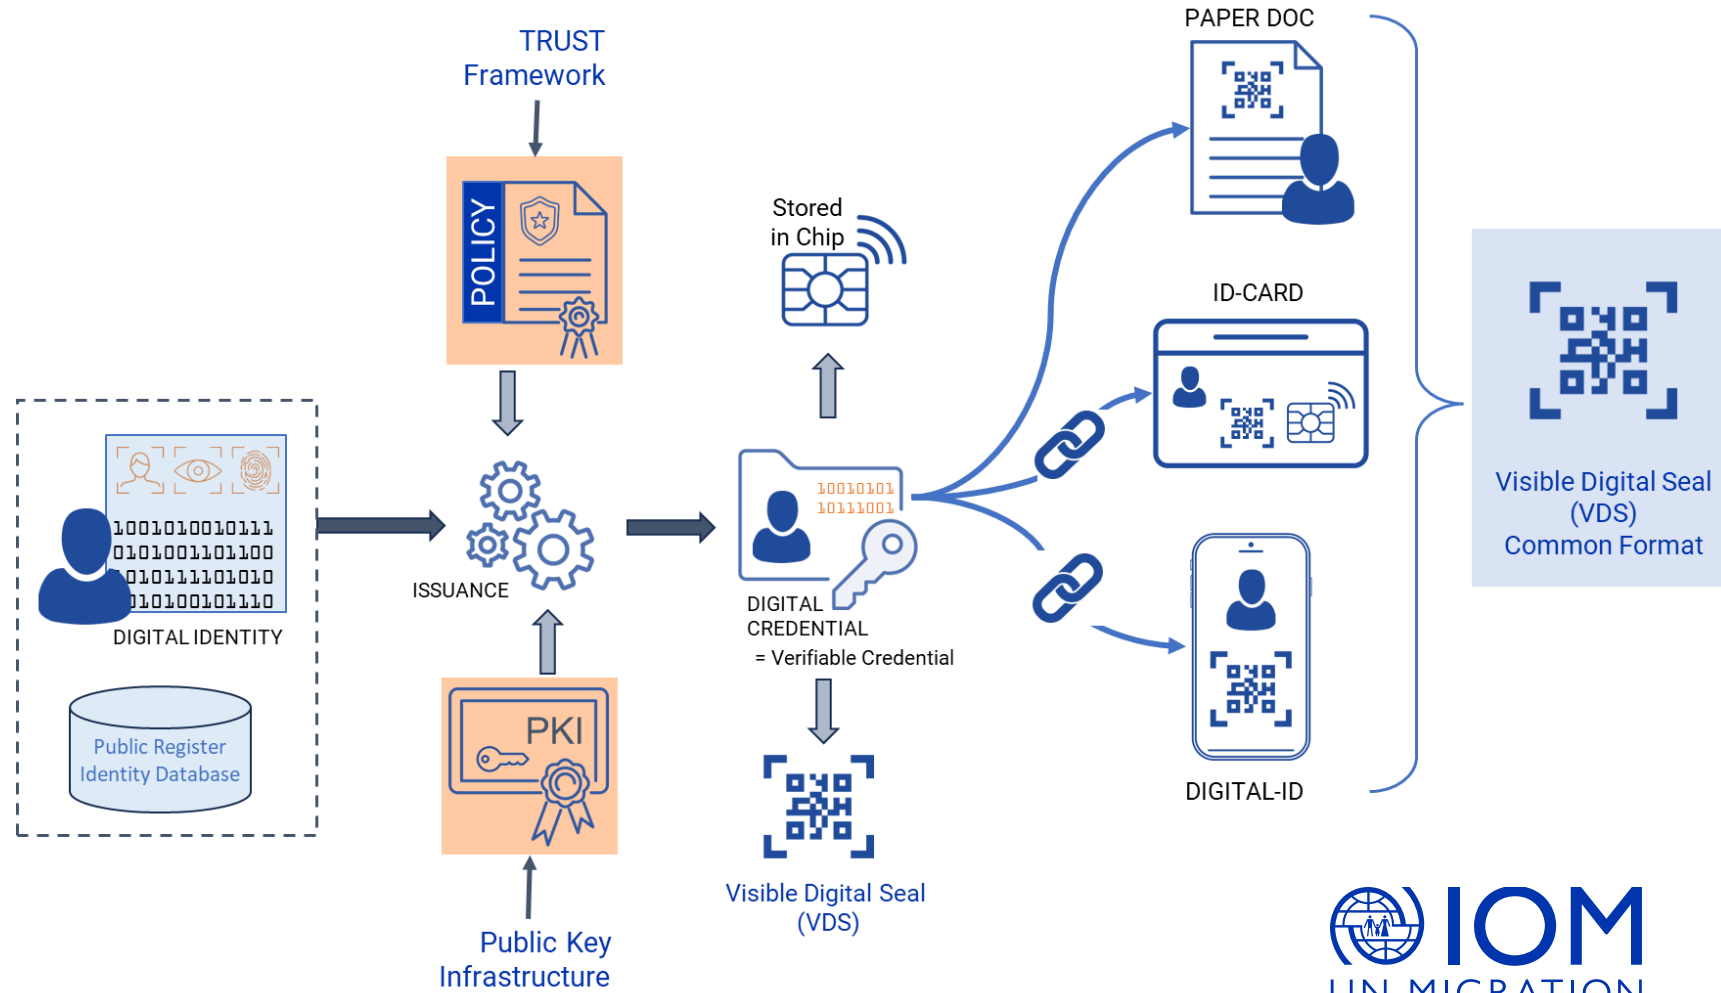 TRUST
Framework
POLICY
1001010010111
0101001101100
1010111101010
010100101110
DIGITAL IDENTITY
Public Register
Identity Database
ISSUANCE
PKI
Public Key
Infrastructure
Stored
in Chip
10010101
10111001
DIGITAL
CREDENTIAL
= Verifiable Credential
Visible Digital Seal
(VDS)
PAPER DOC
ID-CARD
DIGITAL-ID
Visible Digital Seal
(VDS)
Common Format
IOM
UN MIGRATION